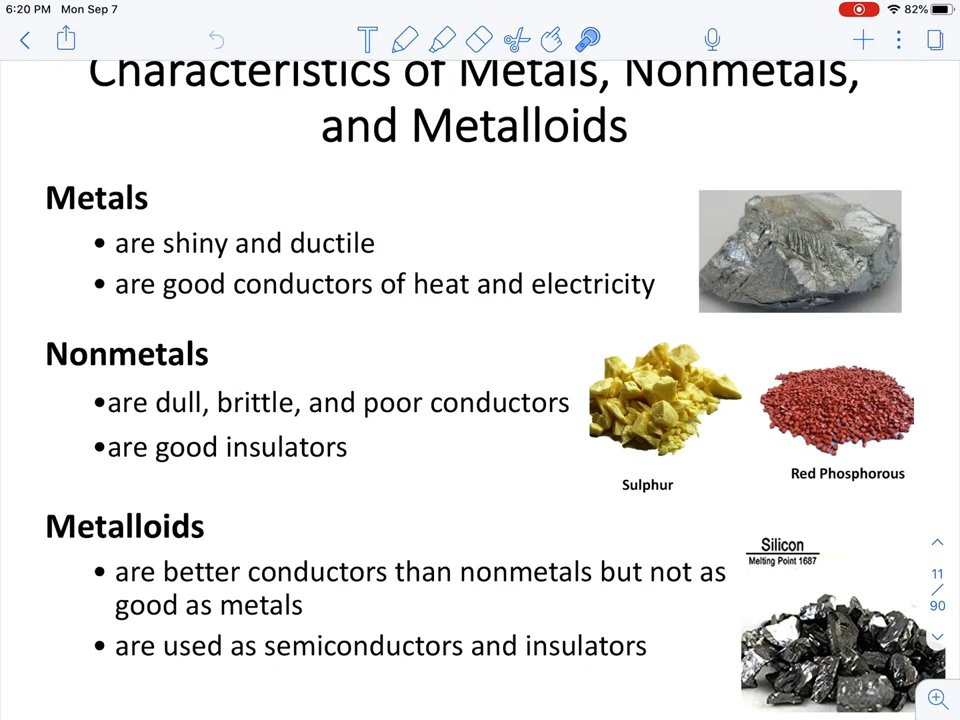 6:20 PM Mon Sep 7
82%
T
Characteristics of Metals, Nonmetals,
and Metalloids
Metals
• are shiny and ductile
• are good conductors of heat and electricity
Nonmetals
•are dull, brittle, and poor conductors
•are good insulators
Sulphur
Red Phosphorous
Metalloids
• are better conductors than nonmetals but not as
good as metals
• are used as semiconductors and insulators
Silicon
Melting Point 1687
11
/
90